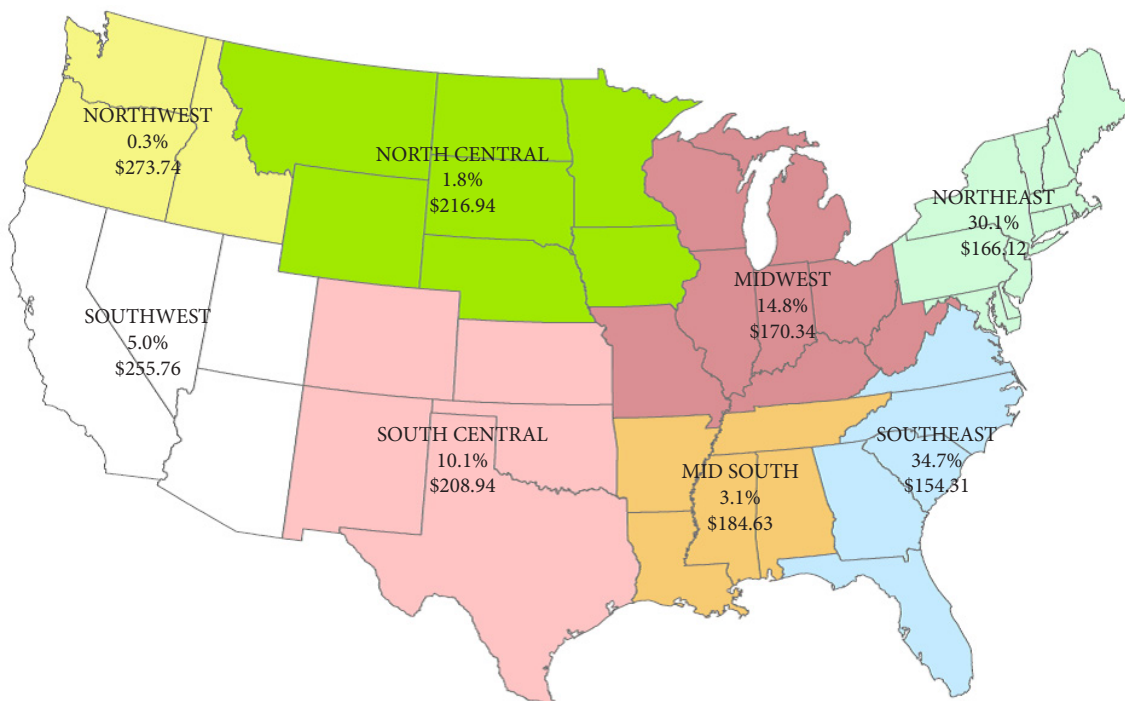 NORTHWEST
0.3%
$273.74
NORTH CENTRAL
1.8%
$216.94
NORTHEAST
30.1%
$166.12
SOUTHWEST
5.0%
$255.76
MIDWEST
14.8%
$170.34
SOUTH CENTRAL
10.1%
$208.94
MID SOUTH
3.1%
$184.63
SOUTHEAST
34.7%
$154.31